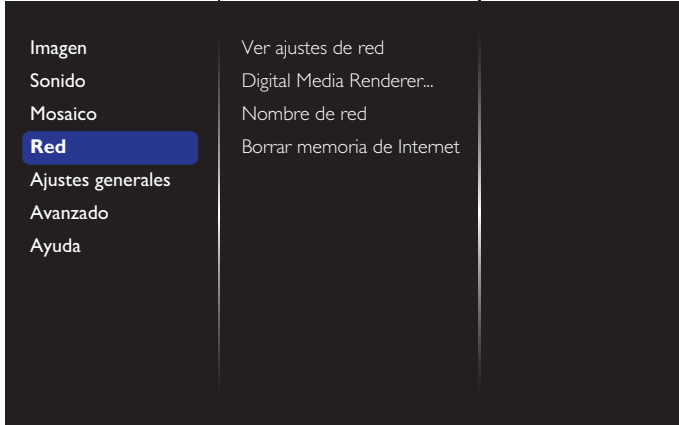 Imagen
Sonido
Mosaico
Red
Ajustes generales
Avanzado
Ayuda
Ver ajustes de red
Digital Media Renderer...
Nombre de red
Borrar memoria de Internet